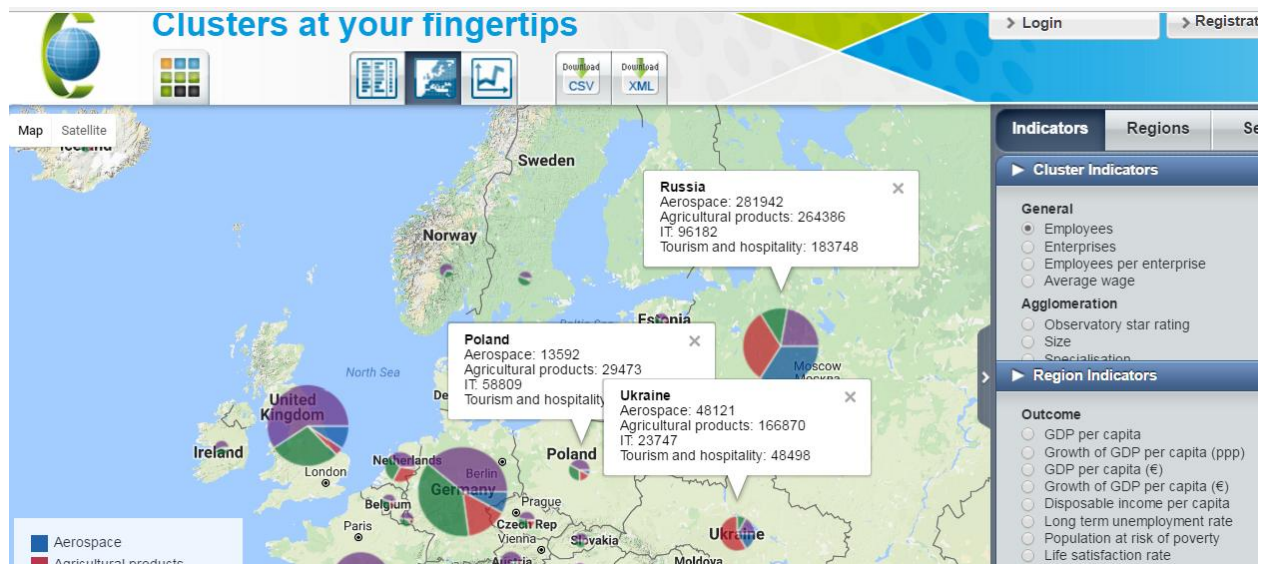 Clusters at your fingertips
Login
Download
CSV
Download
XML
Map
Satellite
Indicators
Regions
Cluster Indicators
General
Employees
Enterprises
Employees per enterprise
Average wage
Agglomeration
Observatory star rating
Size
Specialisation
Region Indicators
Outcome
GDP per capita
Growth of GDP per capita (ppp)
GDP per capita (€)
Growth of GDP per capita (€)
Disposable income per capita
Long term unemployment rate
Population at risk of poverty
Life satisfaction rate
Sweden
Norway
Russia
Aerospace: 281942
Agricultural products: 264386
IT: 96182
Tourism and hospitality: 183748
Estonia
Moscow
Москва
North Sea
Poland
Aerospace: 13592
Agricultural products: 29473
IT: 58809
Tourism and hospitality
Ukraine
Aerospace: 48121
Agricultural products: 166870
IT: 23747
Tourism and hospitality: 48498
United
Kingdom
Ireland
London
Netherlands
Berlin
Germany
Poland
Belgium
Prague
Czech Rep
Paris
Vienna
Slovakia
Ukraine
Austria
Moldova
Aerospace
Agricultural products